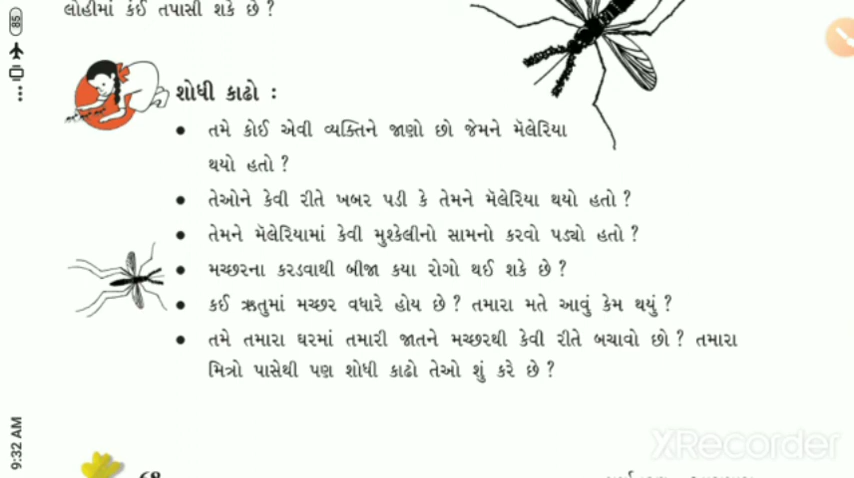 લોહીમાં કંઈ તપાસી શકે છે ?
શોધી કાઢો :
• તમે કોઈ એવી વ્યક્તિને જાણો છો જેમને મૅલેરિયા
થયો હતો ?
• તેઓને કેવી રીતે ખબર પડી કે તેમને મૅલેરિયા થયો હતો ?
• તેમને મૅલેરિયામાં કેવી મુશ્કેલીનો સામનો કરવો પડ્યો હતો ?
• મચ્છરના કરડવાથી બીજા કયા રોગો થઈ શકે છે ?
• કઈ ઋતુમાં મચ્છર વધારે હોય છે ? તમારા મતે આવું કેમ થયું ?
• તમે તમારા ઘરમાં તમારી જાતને મચ્છરથી કેવી રીતે બચાવો છો ? તમારા
મિત્રો પાસેથી પણ શોધી કાઢો તેઓ શું કરે છે ?
85
9:32 AM
XRecorder